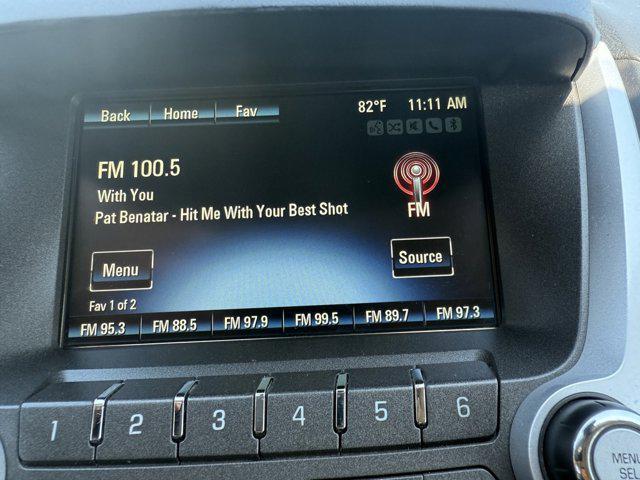 Back Home Fav 82°F 11:11 AM
FM 100.5
With You
Pat Benatar - Hit Me With Your Best Shot
FM
Menu Source
Fav 1 of 2
FM 95.3 FM 88.5 FM 97.9 FM 99.5 FM 89.7 FM 97.3
1 2 3 4 5 6
MENU
SEL